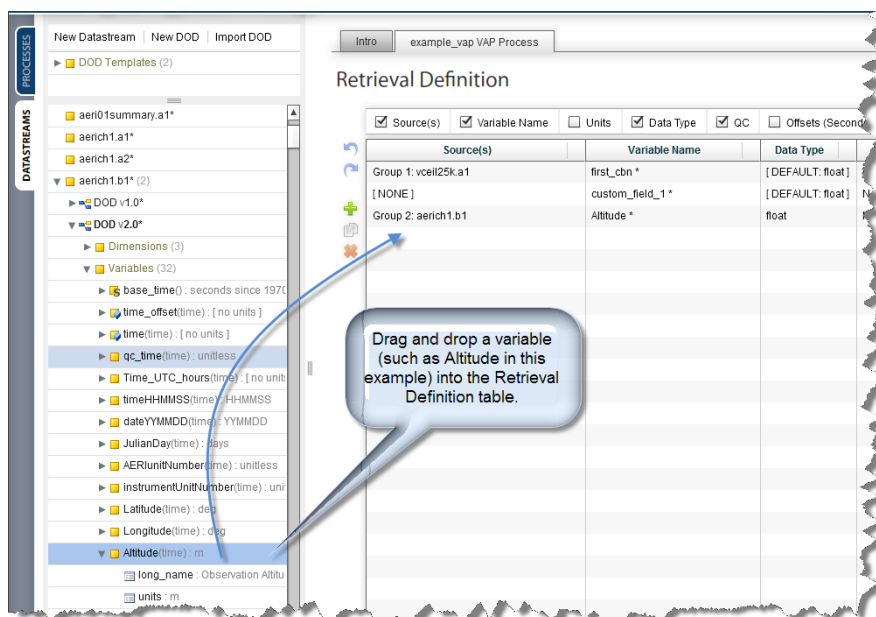 PROCESSES
DATASTREAMS
New Datastream | New DOD | Import DOD
DOD Templates (2)
aeri01summary.a1*
aerich1.a1*
aerich1.a2*
aerich1.b1* (2)
DOD v1.0*
DOD v2.0*
Dimensions (3)
Variables (32)
base_time() : seconds since 1970
time_offset(time) : [ no units ]
time(time) : [ no units ]
qc_time(time) : unitless
Time_UTC_hours(time) : [ no units
timeHHMMSS(time) : HHMMSS
dateYYMMDD(time) : YYMMDD
JulianDay(time) : days
AERIunitNumber(time) : unitless
instrumentUnitNumber(time) : uni
Latitude(time) : deg
Longitude(time) : deg
Altitude(time) : m
long_name : Observation Altitu
units : m
Intro
example_vap VAP Process
Retrieval Definition
Source(s) Variable Name Units Data Type QC Offsets (Second
Source(s) Variable Name Data Type
Group 1: vceil25k.a1 first_cbn * [ DEFAULT: float ]
[ NONE ] custom_field_1 * [ DEFAULT: float ] N
Group 2: aerich1.b1 Altitude * float
Drag and drop a variable
(such as Altitude in this
example) into the Retrieval
Definition table.